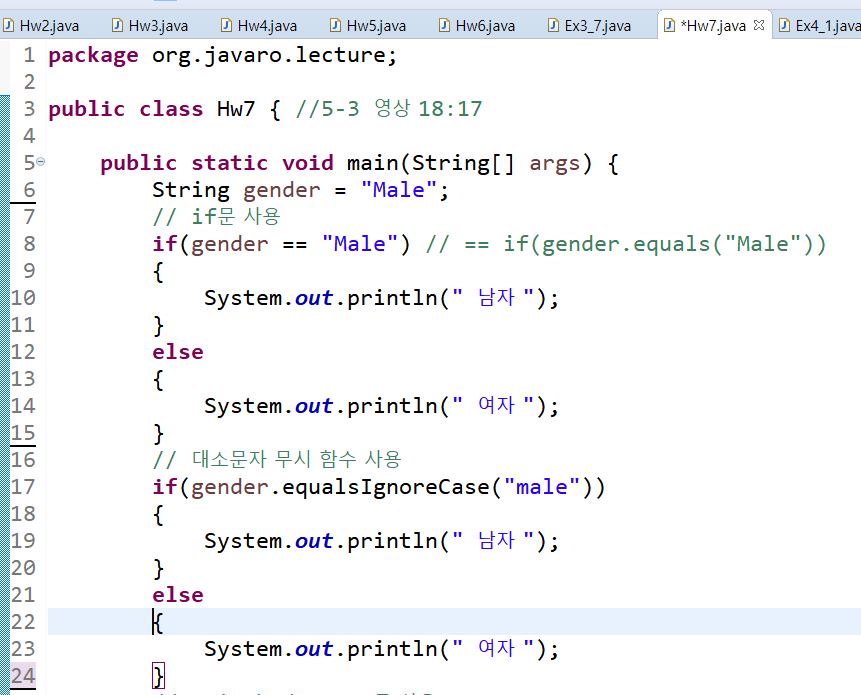 Hw2.java Hw3.java Hw4.java Hw5.java Hw6.java Ex3_7.java *Hw7.java Ex4_1.java
1 package org.javaro.lecture;
2
3 public class Hw7 { //5-3 영상 18:17
4
5 public static void main(String[] args) {
6 String gender = "Male";
7 // if문 사용
8 if(gender == "Male") // == if(gender.equals("Male"))
9 {
10 System.out.println(" 남자 ");
11 }
12 else
13 {
14 System.out.println(" 여자 ");
15 }
16 // 대소문자 무시 함수 사용
17 if(gender.equalsIgnoreCase("male"))
18 {
19 System.out.println(" 남자 ");
20 }
21 else
22 {
23 System.out.println(" 여자 ");
24 }